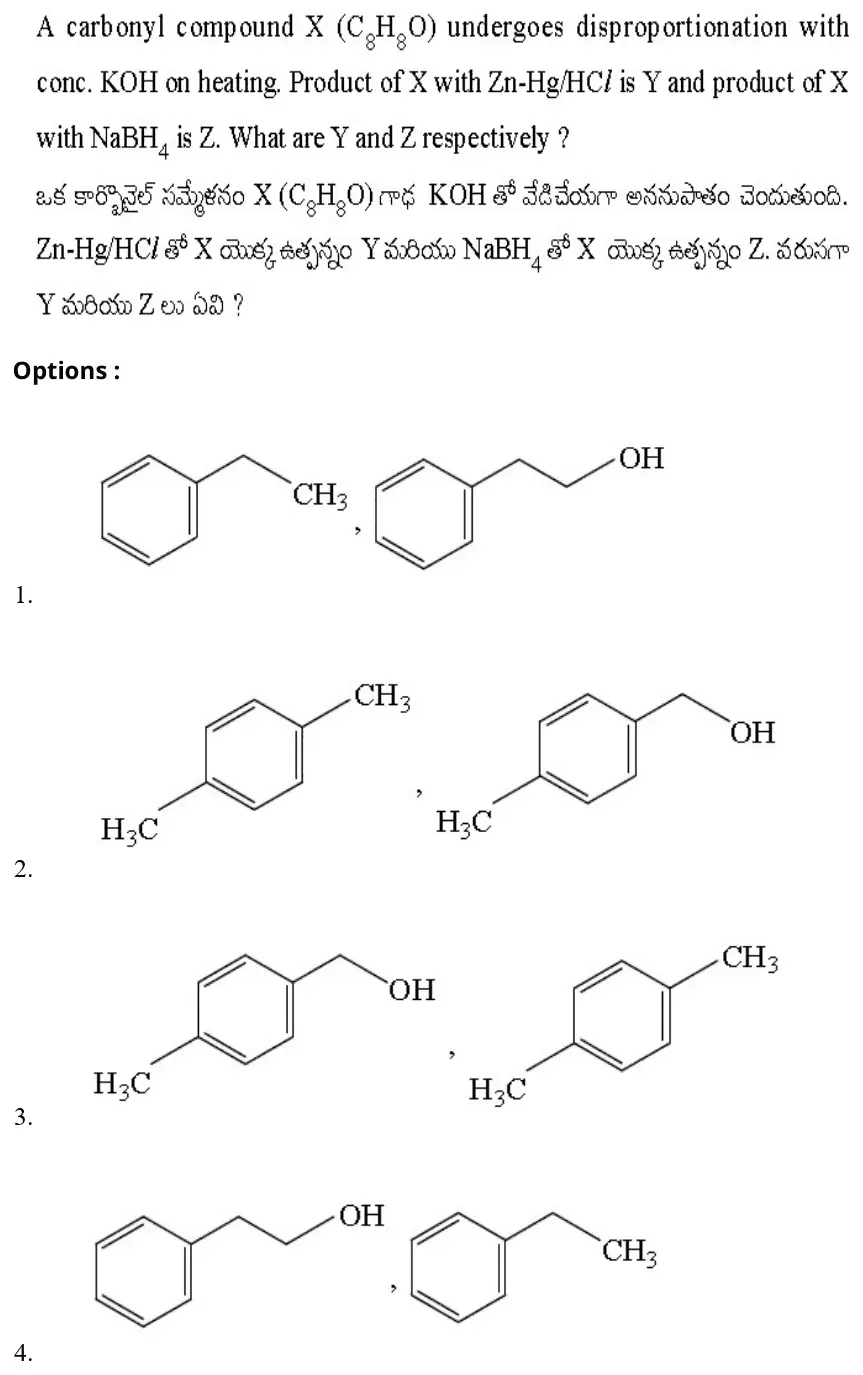 A carbonyl compound X (C₈H₈O) undergoes disproportionation with
conc. KOH on heating. Product of X with Zn-Hg/HCl is Y and product of X
with NaBH₄ is Z. What are Y and Z respectively ?
ఒక కార్బొనైల్ సమ్మేళనం X (C₈H₈O) గాఢ KOH తో వేడిచేయగా అననుపాతం చెందుతుంది.
Zn-Hg/HCl తో X యొక్క ఉత్పన్నం Y మరియు NaBH₄ తో X యొక్క ఉత్పన్నం Z. వరుసగా
Y మరియు Z లు ఏవి ?
Options :
CH₃ , OH
1.
CH₃ H₃C , OH H₃C
2.
OH H₃C , CH₃ H₃C
3.
OH , CH₃
4.